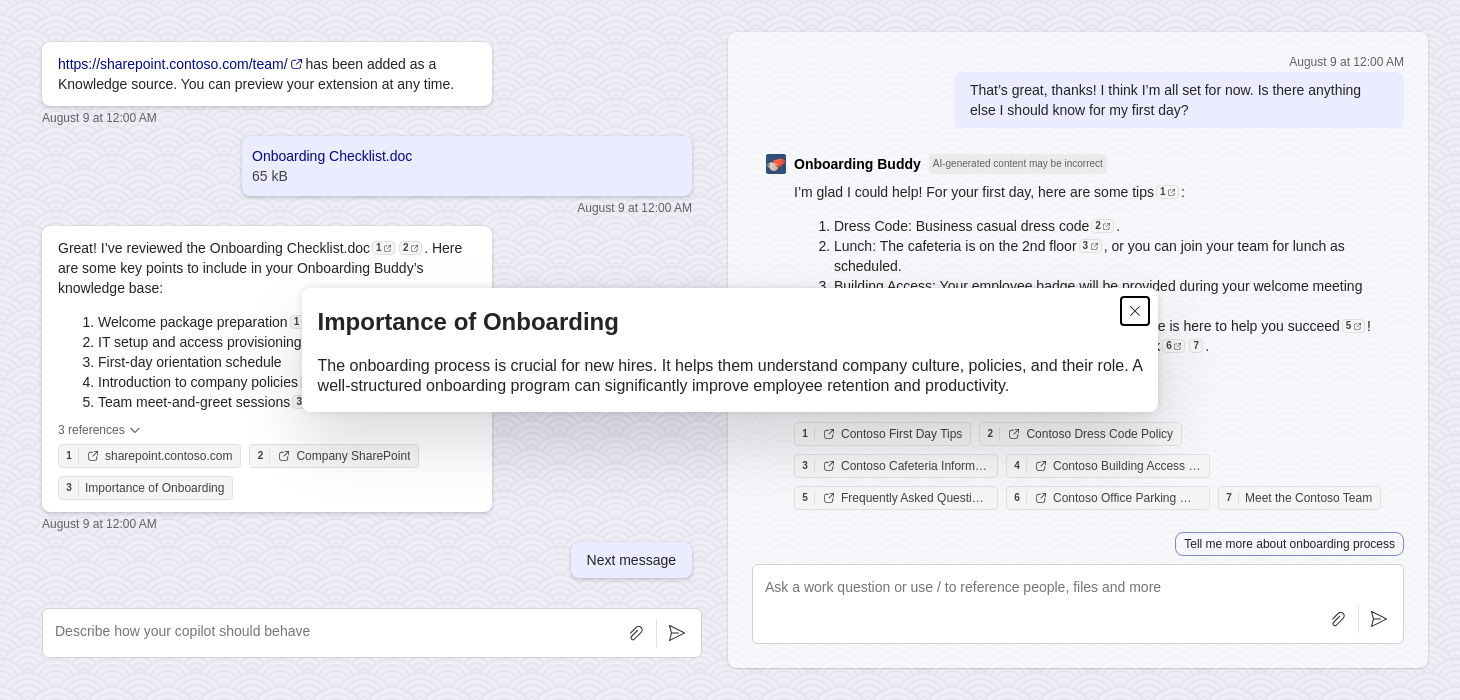 https://sharepoint.contoso.com/team/ has been added as a
Knowledge source. You can preview your extension at any time.
August 9 at 12:00 AM
Onboarding Checklist.doc
65 kB
August 9 at 12:00 AM
Great! I’ve reviewed the Onboarding Checklist.doc 1 2 . Here
are some key points to include in your Onboarding Buddy’s
knowledge base:
1. Welcome package preparation 1
2. IT setup and access provisioning
3. First-day orientation schedule
4. Introduction to company policies
5. Team meet-and-greet sessions 3
3 references
1 sharepoint.contoso.com 2 Company SharePoint
3 Importance of Onboarding
August 9 at 12:00 AM
Next message
Describe how your copilot should behave
Importance of Onboarding
The onboarding process is crucial for new hires. It helps them understand company culture, policies, and their role. A
well-structured onboarding program can significantly improve employee retention and productivity.
August 9 at 12:00 AM
That’s great, thanks! I think I’m all set for now. Is there anything
else I should know for my first day?
Onboarding Buddy AI-generated content may be incorrect
I’m glad I could help! For your first day, here are some tips 1 :
1. Dress Code: Business casual dress code 2 .
2. Lunch: The cafeteria is on the 2nd floor 3 , or you can join your team for lunch as
scheduled.
3. Building Access: Your employee badge will be provided during your welcome meeting
is here to help you succeed 5 !
6 7 .
1 Contoso First Day Tips 2 Contoso Dress Code Policy
3 Contoso Cafeteria Inform… 4 Contoso Building Access …
5 Frequently Asked Questi… 6 Contoso Office Parking … 7 Meet the Contoso Team
Tell me more about onboarding process
Ask a work question or use / to reference people, files and more